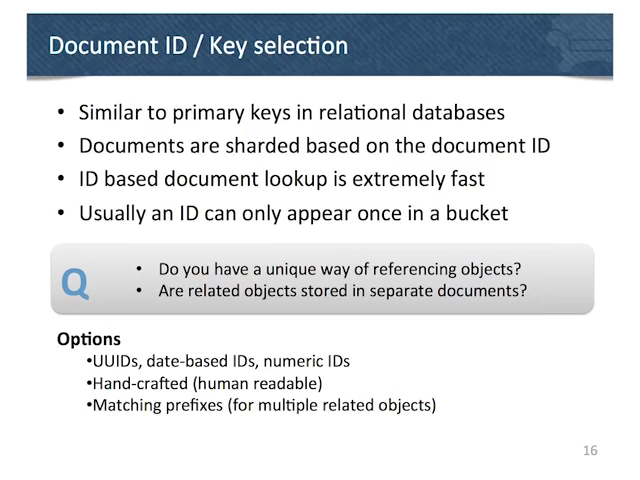 Document ID / Key selection
• Similar to primary keys in relational databases
• Documents are sharded based on the document ID
• ID based document lookup is extremely fast
• Usually an ID can only appear once in a bucket
Q
• Do you have a unique way of referencing objects?
• Are related objects stored in separate documents?
Options
•UUIDs, date-based IDs, numeric IDs
•Hand-crafted (human readable)
•Matching prefixes (for multiple related objects)
16